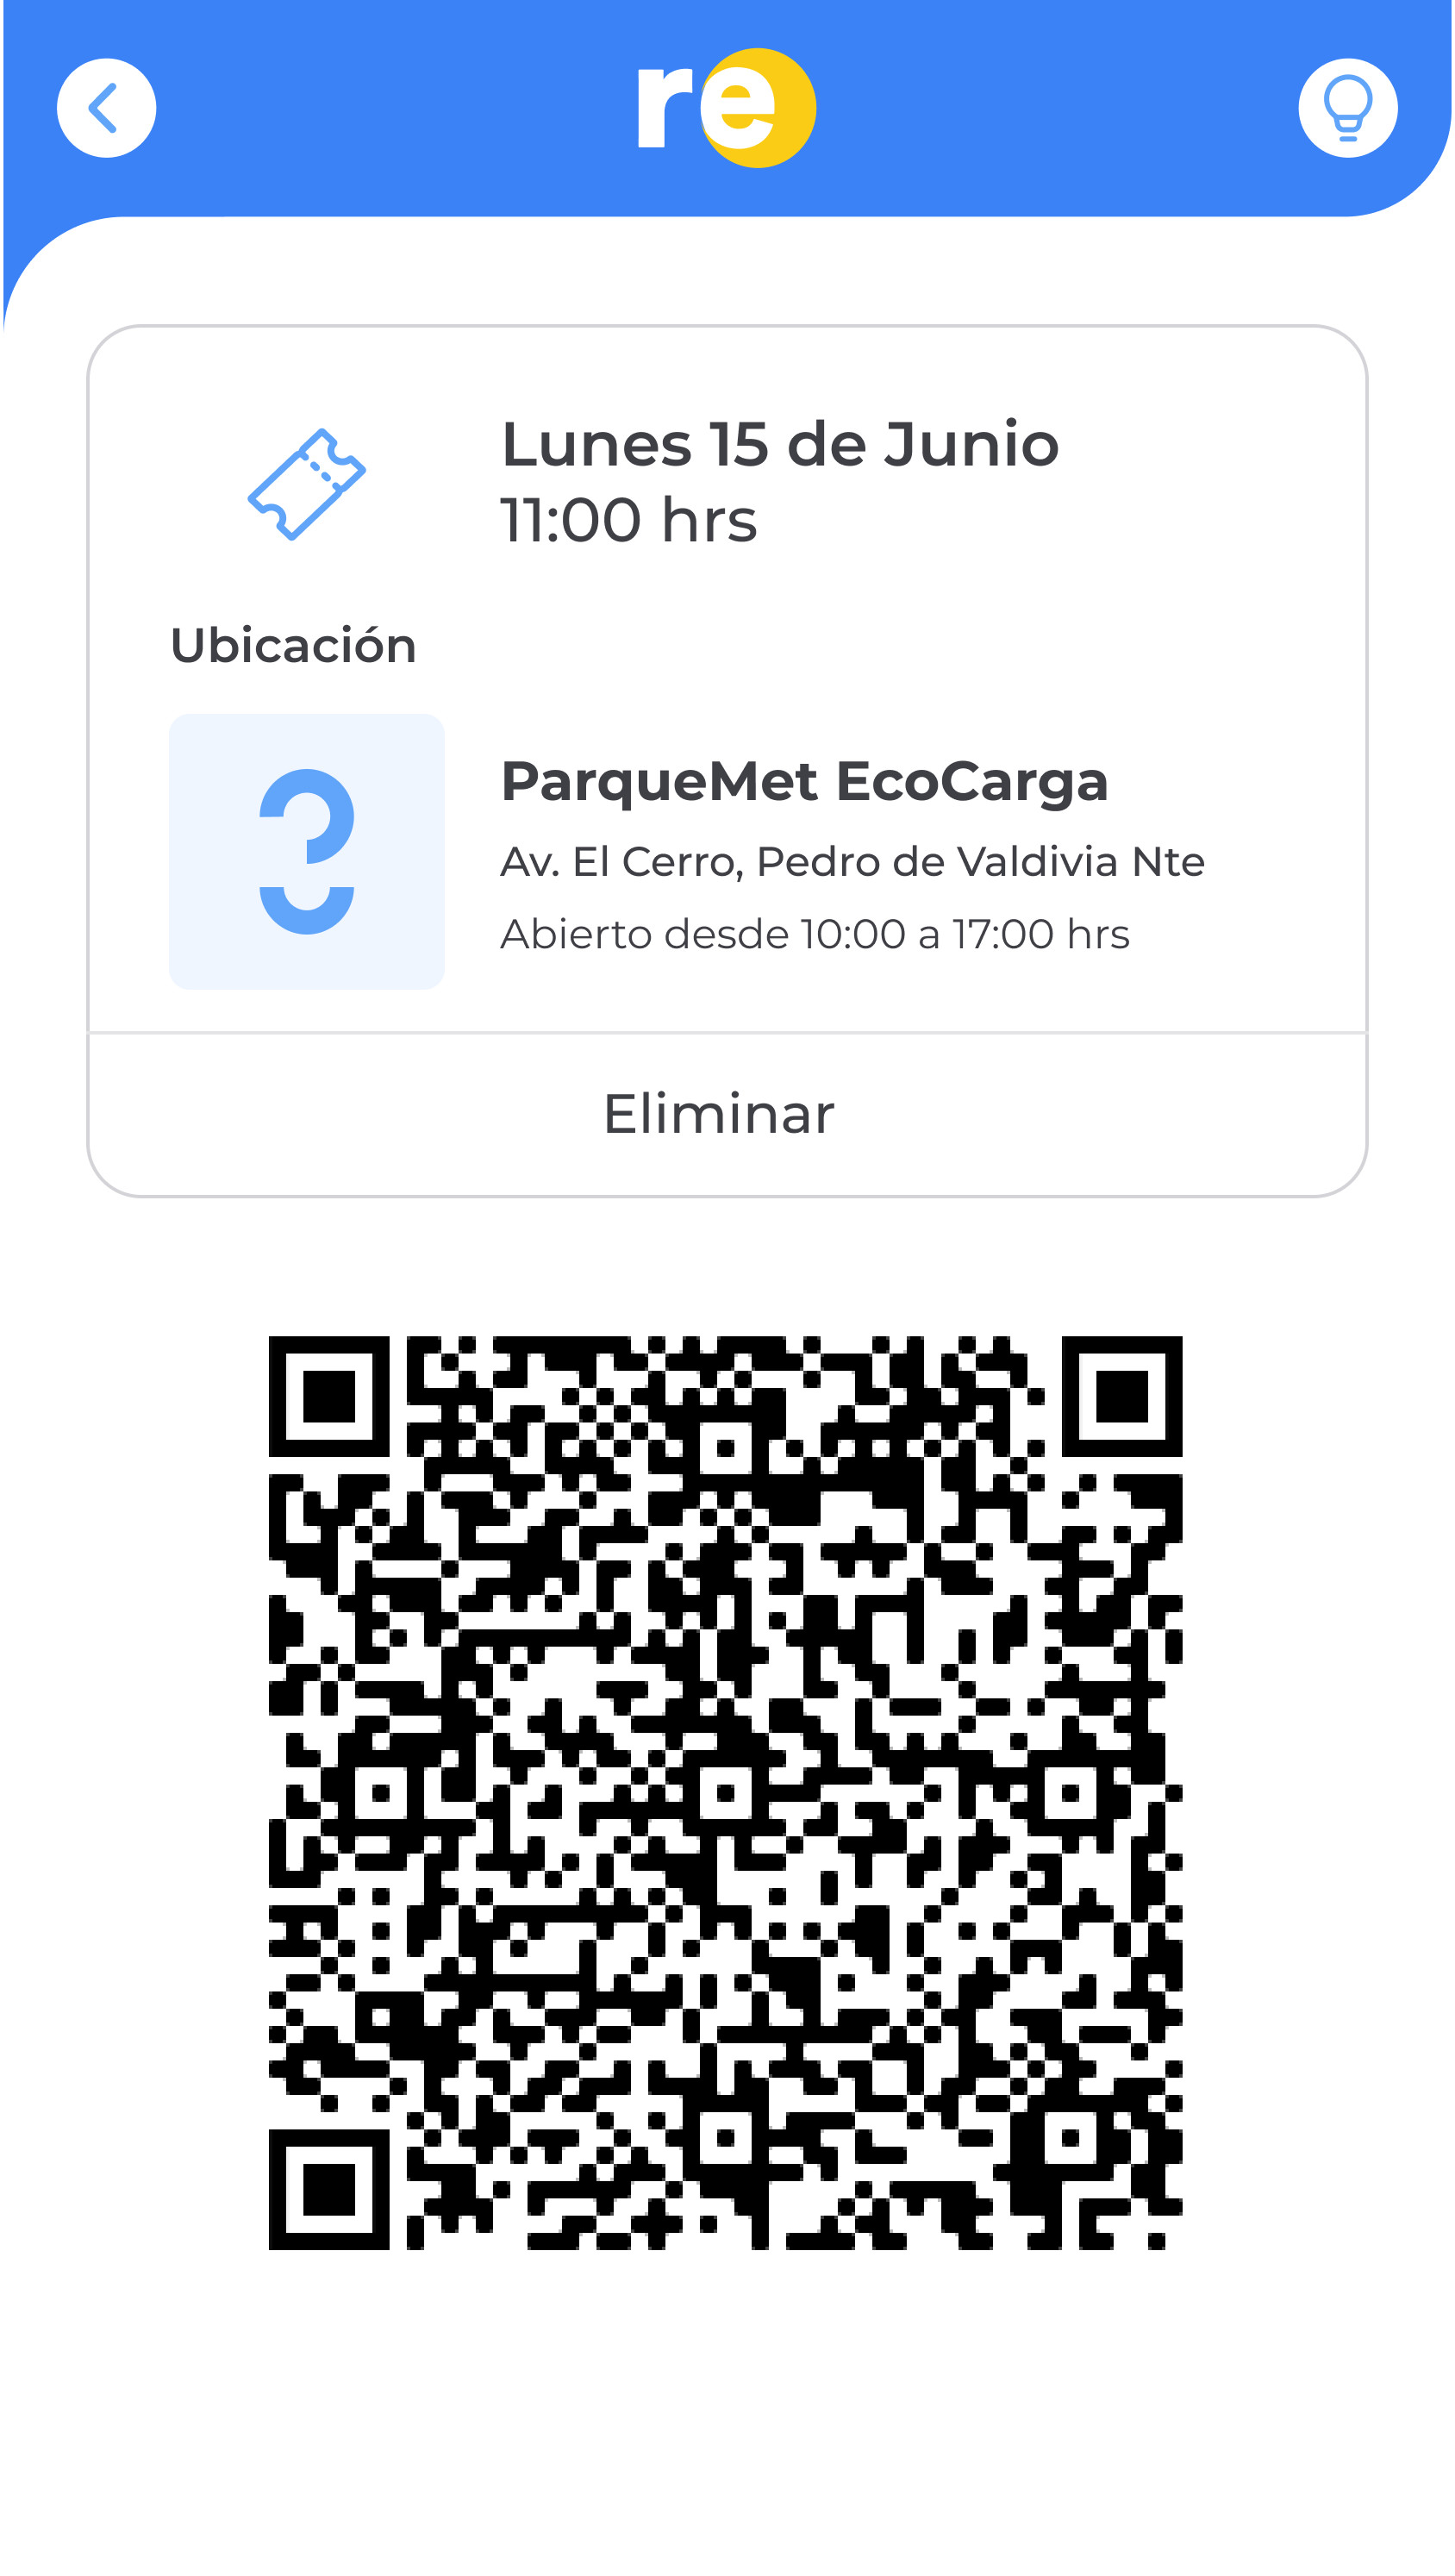 re
Lunes 15 de Junio
11:00 hrs
Ubicación
ParqueMet EcoCarga
Av. El Cerro, Pedro de Valdivia Nte
Abierto desde 10:00 a 17:00 hrs
Eliminar